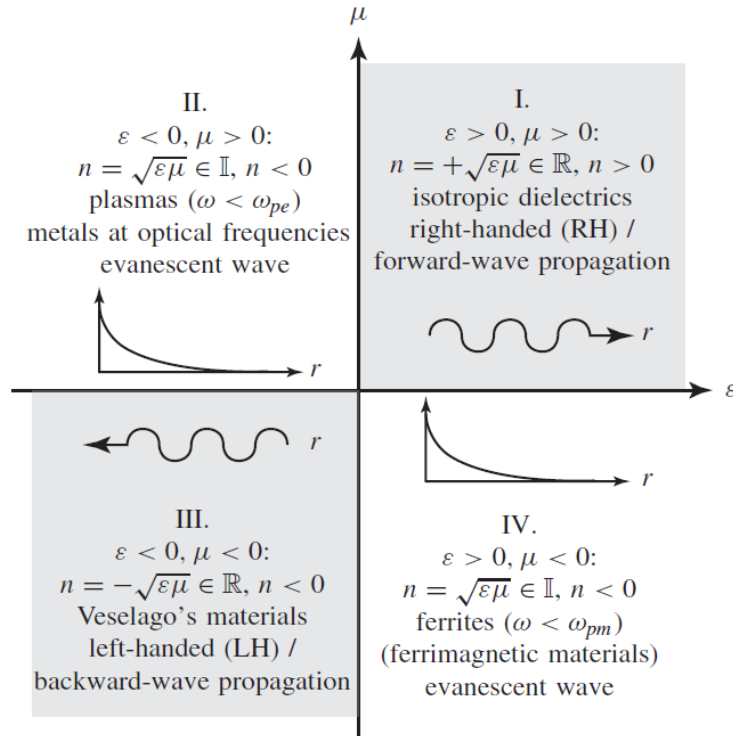 μ
II.
ε < 0, μ > 0:
n = √εμ ∈ 𝕀, n < 0
plasmas (ω < ω_pe)
metals at optical frequencies
evanescent wave
r
I.
ε > 0, μ > 0:
n = +√εμ ∈ ℝ, n > 0
isotropic dielectrics
right-handed (RH) /
forward-wave propagation
r
ε
r
III.
ε < 0, μ < 0:
n = −√εμ ∈ ℝ, n < 0
Veselago's materials
left-handed (LH) /
backward-wave propagation
r
IV.
ε > 0, μ < 0:
n = √εμ ∈ 𝕀, n < 0
ferrites (ω < ω_pm)
(ferrimagnetic materials)
evanescent wave